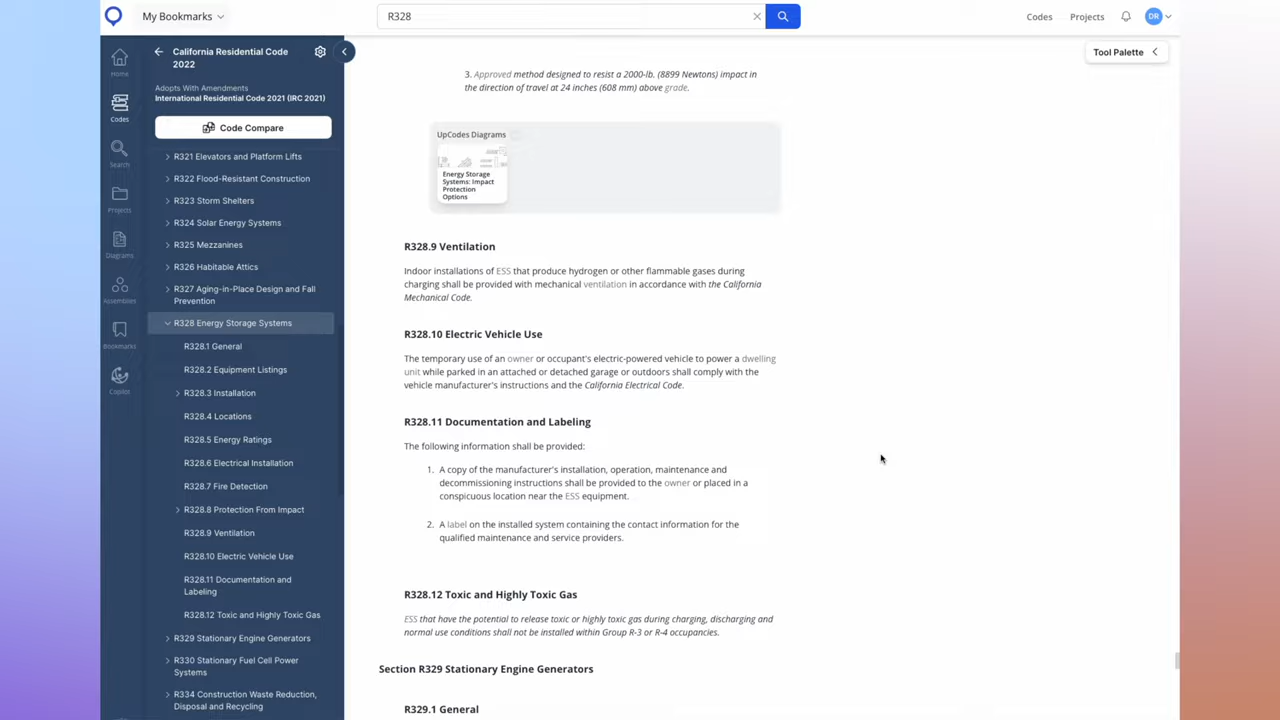 My Bookmarks
R328
Codes
Projects
DR
Home
Codes
Search
Projects
Diagrams
Assemblies
Bookmarks
Copilot
California Residential Code
2022
Adopts With Amendments
International Residential Code 2021 (IRC 2021)
Code Compare
R321 Elevators and Platform Lifts
R322 Flood-Resistant Construction
R323 Storm Shelters
R324 Solar Energy Systems
R325 Mezzanines
R326 Habitable Attics
R327 Aging-in-Place Design and Fall
Prevention
R328 Energy Storage Systems
R328.1 General
R328.2 Equipment Listings
R328.3 Installation
R328.4 Locations
R328.5 Energy Ratings
R328.6 Electrical Installation
R328.7 Fire Detection
R328.8 Protection From Impact
R328.9 Ventilation
R328.10 Electric Vehicle Use
R328.11 Documentation and
Labeling
R328.12 Toxic and Highly Toxic Gas
R329 Stationary Engine Generators
R330 Stationary Fuel Cell Power
Systems
R334 Construction Waste Reduction,
Disposal and Recycling
Tool Palette
3. Approved method designed to resist a 2000-lb. (8899 Newtons) impact in
the direction of travel at 24 inches (608 mm) above grade.
UpCodes Diagrams
Energy Storage
Systems: Impact
Protection
Options
R328.9 Ventilation
Indoor installations of ESS that produce hydrogen or other flammable gases during
charging shall be provided with mechanical ventilation in accordance with the California
Mechanical Code.
R328.10 Electric Vehicle Use
The temporary use of an owner or occupant's electric-powered vehicle to power a dwelling
unit while parked in an attached or detached garage or outdoors shall comply with the
vehicle manufacturer's instructions and the California Electrical Code.
R328.11 Documentation and Labeling
The following information shall be provided:
1. A copy of the manufacturer's installation, operation, maintenance and
decommissioning instructions shall be provided to the owner or placed in a
conspicuous location near the ESS equipment.
2. A label on the installed system containing the contact information for the
qualified maintenance and service providers.
R328.12 Toxic and Highly Toxic Gas
ESS that have the potential to release toxic or highly toxic gas during charging, discharging and
normal use conditions shall not be installed within Group R-3 or R-4 occupancies.
Section R329 Stationary Engine Generators
R329.1 General